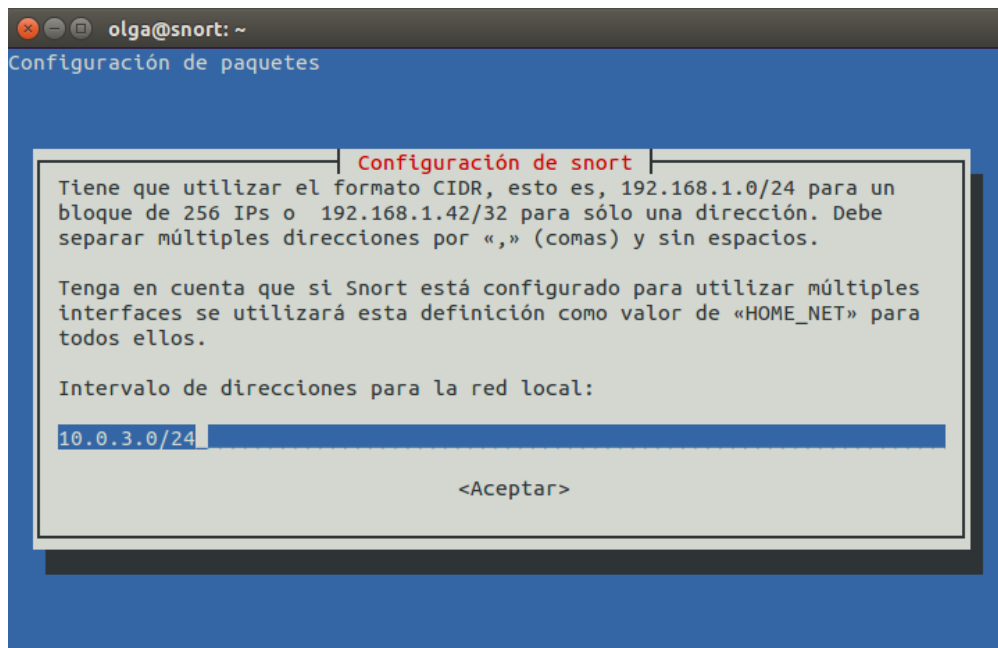 olga@snort: ~
Configuración de paquetes
Configuración de snort
Tiene que utilizar el formato CIDR, esto es, 192.168.1.0/24 para un
bloque de 256 IPs o  192.168.1.42/32 para sólo una dirección. Debe
separar múltiples direcciones por «,» (comas) y sin espacios.
Tenga en cuenta que si Snort está configurado para utilizar múltiples
interfaces se utilizará esta definición como valor de «HOME_NET» para
todos ellos.
Intervalo de direcciones para la red local:
10.0.3.0/24
<Aceptar>